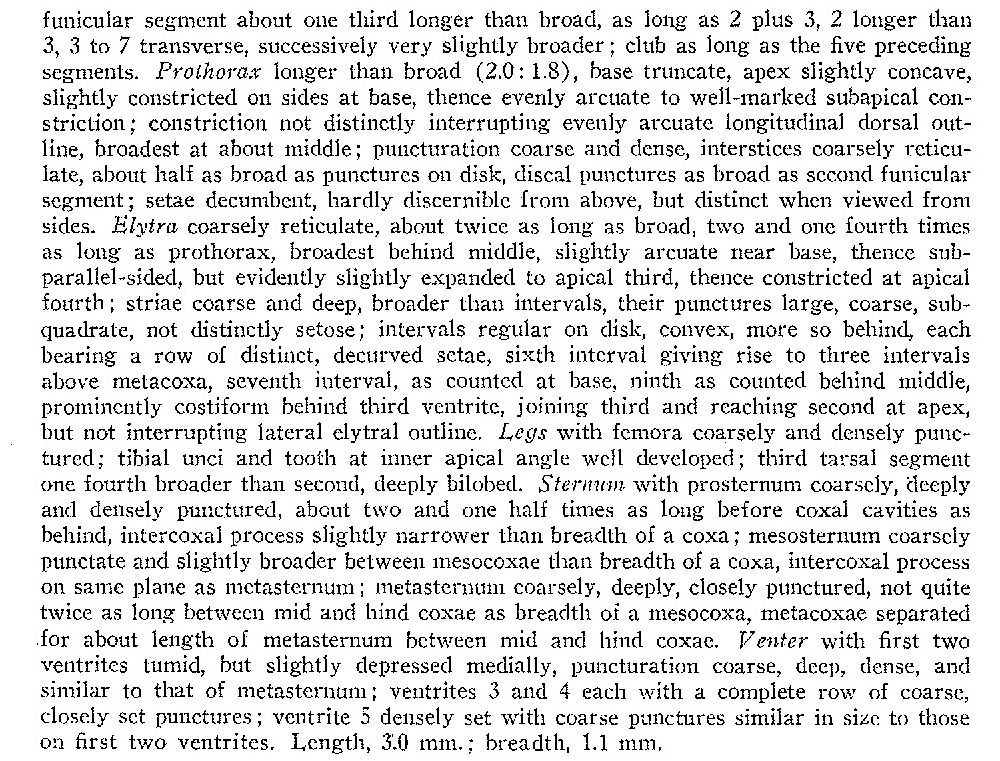 funicular segment about one third longer than broad, as long as 2 plus 3, 2 longer than
3, 3 to 7 transverse, successively very slightly broader; club as long as the five preceding
segments. Prothorax longer than broad (2.0: 1.8), base truncate, apex slightly concave,
slightly constricted on sides at base, thence evenly arcuate to well-marked subapical con-
striction; constriction not distinctly interrupting evenly arcuate longitudinal dorsal out-
line, broadest at about middle; puncturation coarse and dense, interstices coarsely reticu-
late, about half as broad as punctures on disk, discal punctures as broad as second funicular
segment; setae decumbent, hardly discernible from above, but distinct when viewed from
sides. Elytra coarsely reticulate, about twice as long as broad, two and one fourth times
as long as prothorax, broadest behind middle, slightly arcuate near base, thence sub-
parallel-sided, but evidently slightly expanded to apical third, thence constricted at apical
fourth; striae coarse and deep, broader than intervals, their punctures large, coarse, sub-
quadrate, not distinctly setose; intervals regular on disk, convex, more so behind, each
bearing a row of distinct, decurved setae, sixth interval giving rise to three intervals
above metacoxa, seventh interval, as counted at base, ninth as counted behind middle,
prominently costiform behind third ventrite, joining third and reaching second at apex,
but not interrupting lateral elytral outline. Legs with femora coarsely and densely punc-
tured; tibial unci and tooth at inner apical angle well developed; third tarsal segment
one fourth broader than second, deeply bilobed. Sternum with prosternum coarsely, deeply
and densely punctured, about two and one half times as long before coxal cavities as
behind, intercoxal process slightly narrower than breadth of a coxa; mesosternum coarsely
punctate and slightly broader between mesocoxae than breadth of a coxa, intercoxal process
on same plane as metasternum; metasternum coarsely, deeply, closely punctured, not quite
twice as long between mid and hind coxae as breadth of a mesocoxa, metacoxae separated
for about length of metasternum between mid and hind coxae. Venter with first two
ventrites tumid, but slightly depressed medially, puncturation coarse, deep, dense, and
similar to that of metasternum; ventrites 3 and 4 each with a complete row of coarse,
closely set punctures; ventrite 5 densely set with coarse punctures similar in size to those
on first two ventrites. Length, 3.0 mm.; breadth, 1.1 mm.